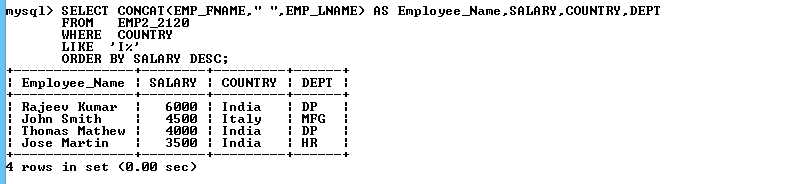 mysql> SELECT CONCAT(EMP_FNAME," ",EMP_LNAME) AS Employee_Name,SALARY,COUNTRY,DEPT
FROM EMP2_2120
WHERE COUNTRY
LIKE 'I%'
ORDER BY SALARY DESC;
+---------------+--------+---------+------+
| Employee_Name | SALARY | COUNTRY | DEPT |
+---------------+--------+---------+------+
| Rajeev Kumar | 6000 | India | DP |
| John Smith | 4500 | Italy | MFG |
| Thomas Mathew | 4000 | India | DP |
| Jose Martin | 3500 | India | HR |
+---------------+--------+---------+------+
4 rows in set (0.00 sec)